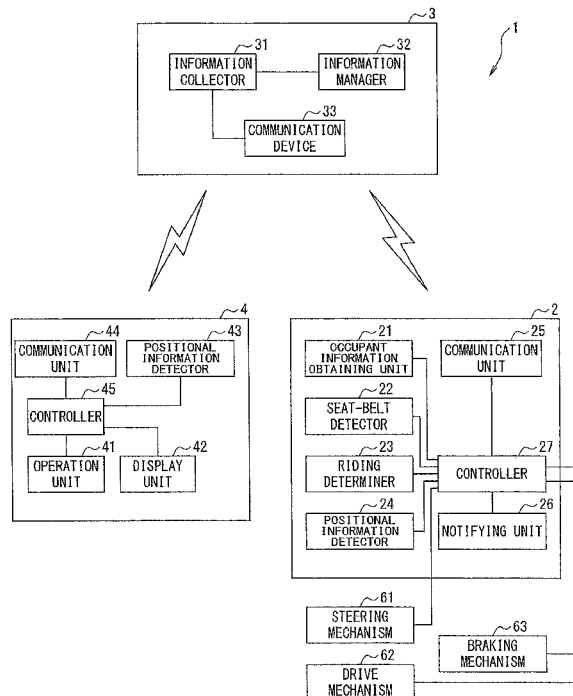 3
1
31
32
INFORMATION
COLLECTOR
INFORMATION
MANAGER
33
COMMUNICATION
DEVICE
4
44
43
COMMUNICATION
UNIT
POSITIONAL
INFORMATION
DETECTOR
45
CONTROLLER
41
42
OPERATION
UNIT
DISPLAY
UNIT
2
21
25
OCCUPANT
INFORMATION
OBTAINING UNIT
COMMUNICATION
UNIT
22
SEAT-BELT
DETECTOR
23
27
RIDING
DETERMINER
CONTROLLER
24
26
POSITIONAL
INFORMATION
DETECTOR
NOTIFYING UNIT
61
STEERING
MECHANISM
63
BRAKING
MECHANISM
62
DRIVE
MECHANISM